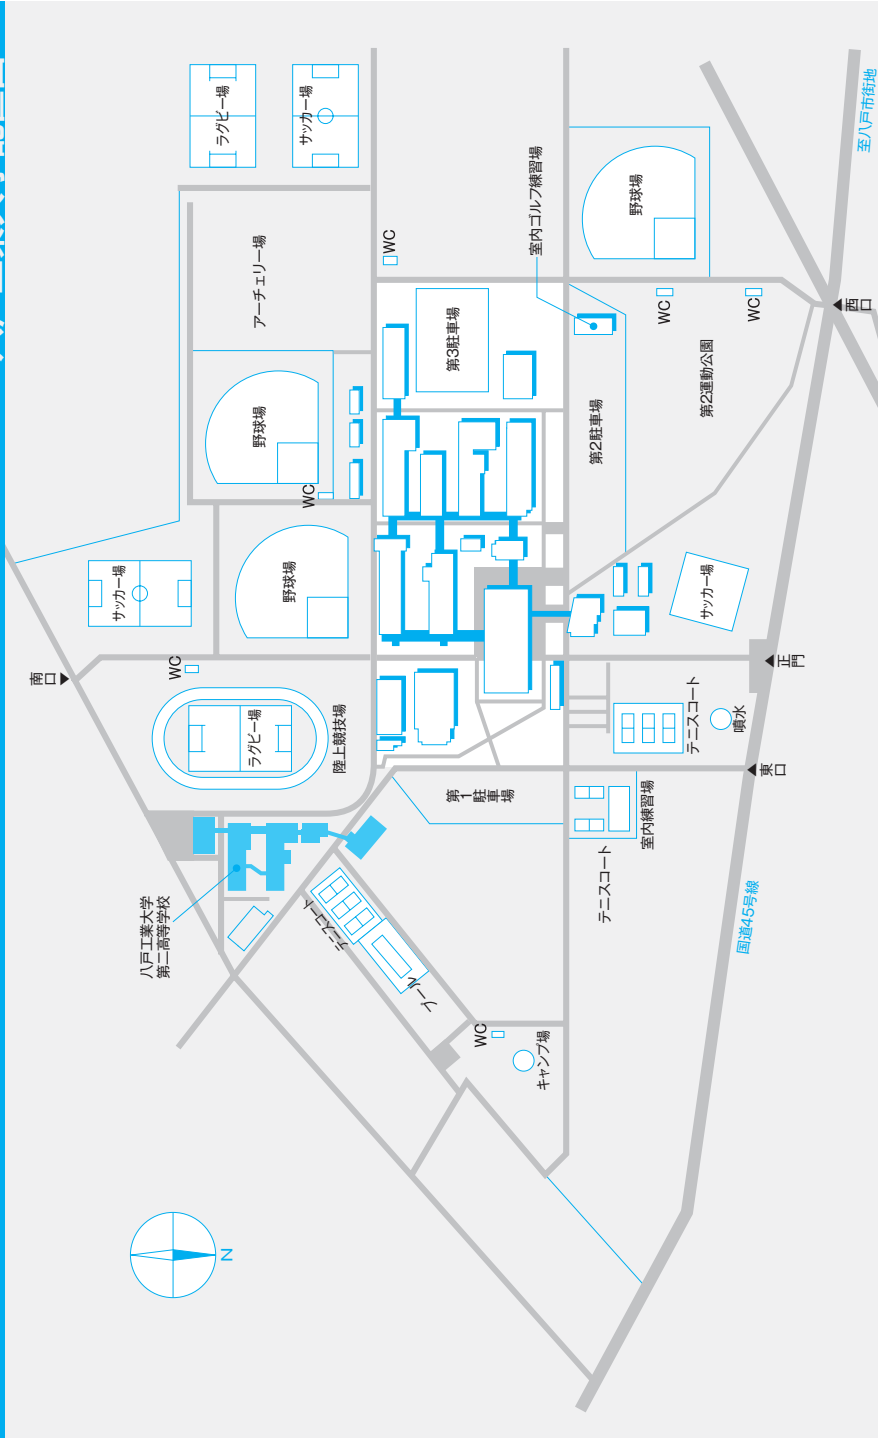 ラグビー場
サッカー場
アーチェリー場
WC
室内ゴルフ練習場
野球場
至八戸市街地
第3駐車場
野球場
WC
第2駐車場
WC
WC
第2運動公園
西口
サッカー場
野球場
サッカー場
南口
WC
正門
ラグビー場
陸上競技場
テニスコート
噴水
東口
第1駐車場
室内練習場
テニスコート
国道45号線
八戸工業大学
第二高等学校
テニスコート
プール
WC
キャンプ場
N